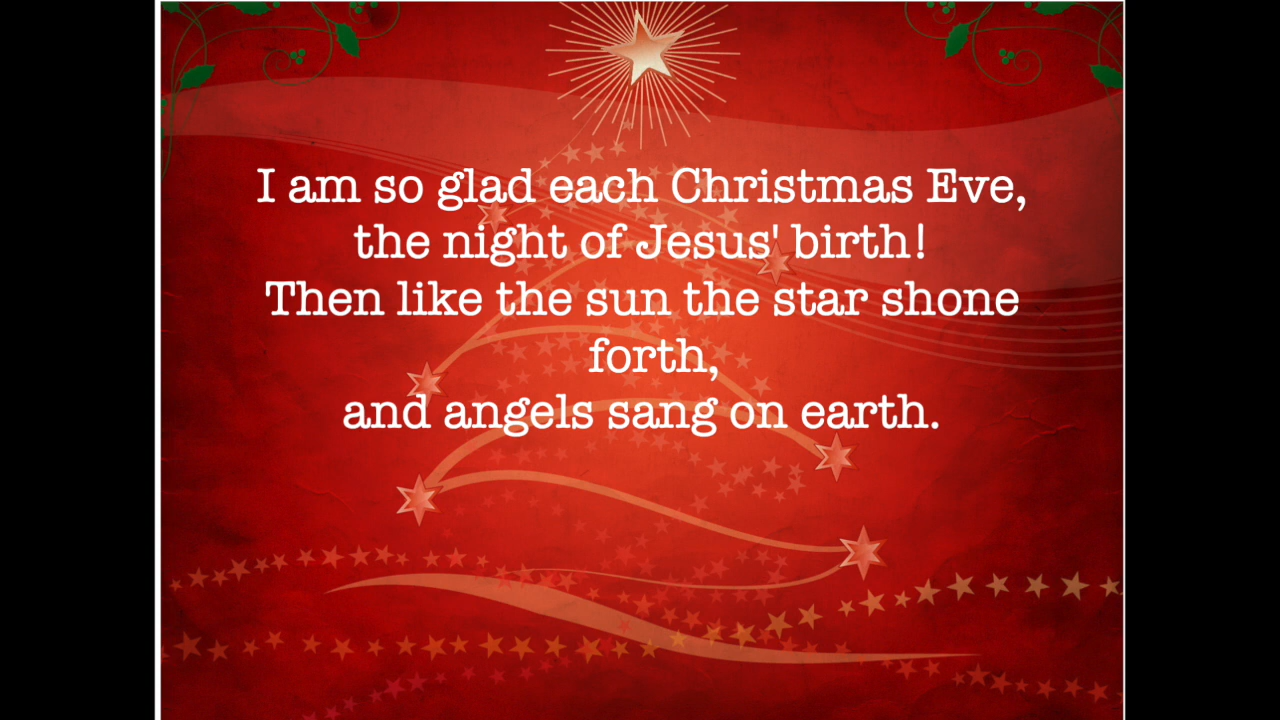 I am so glad each Christmas Eve,
the night of Jesus' birth!
Then like the sun the star shone
forth,
and angels sang on earth.